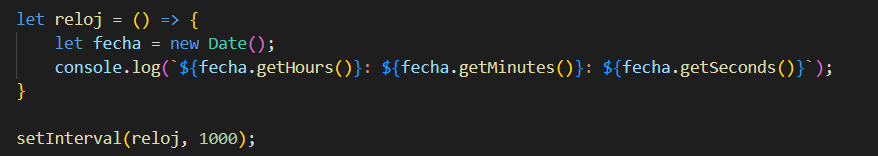 let reloj = () => {
    let fecha = new Date();
    console.log(`${fecha.getHours()}: ${fecha.getMinutes()}: ${fecha.getSeconds()}`);
}
setInterval(reloj, 1000);